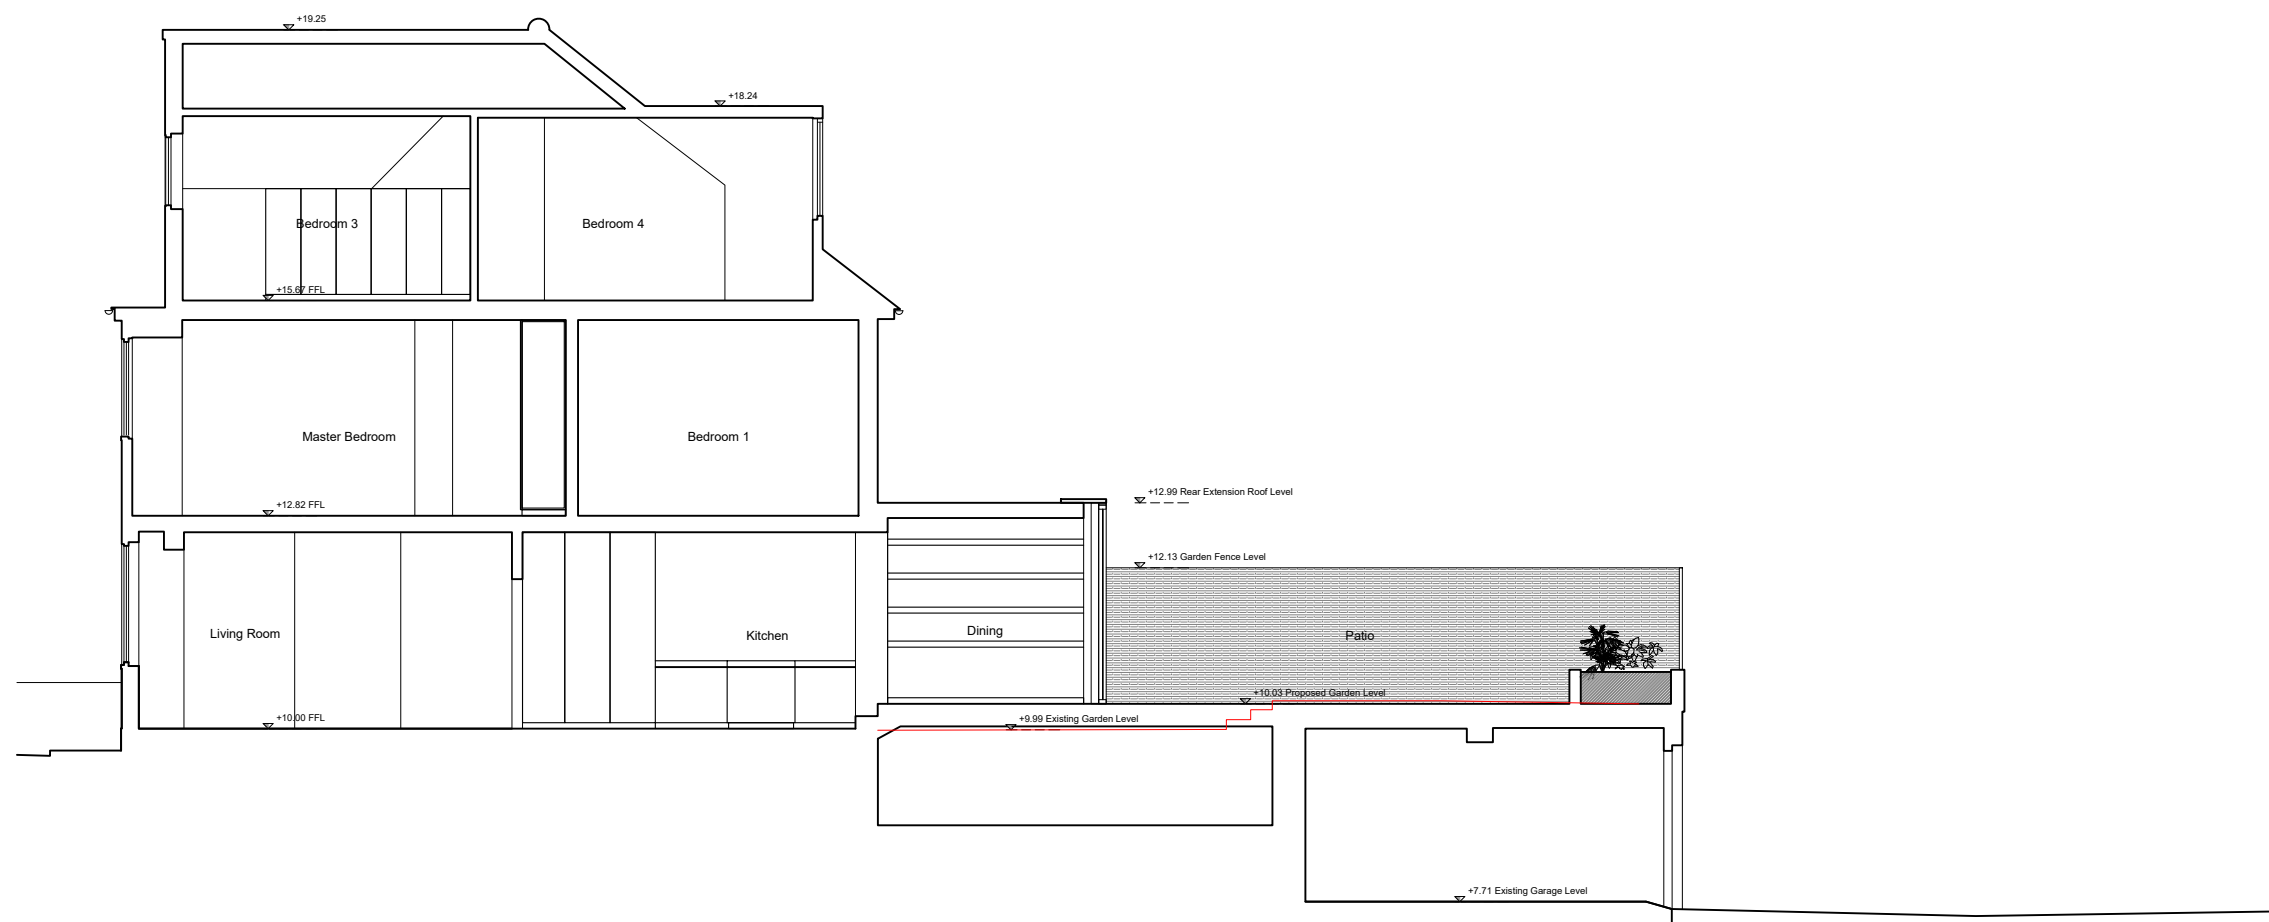 +19.25
+18.24
Bedroom 3
Bedroom 4
+15.67 FFL
Master Bedroom
Bedroom 1
+12.82 FFL
+12.99 Rear Extension Roof Level
+12.13 Garden Fence Level
Living Room
Kitchen
Dining
Patio
+10.03 Proposed Garden Level
+10.00 FFL
+9.99 Existing Garden Level
+7.71 Existing Garage Level